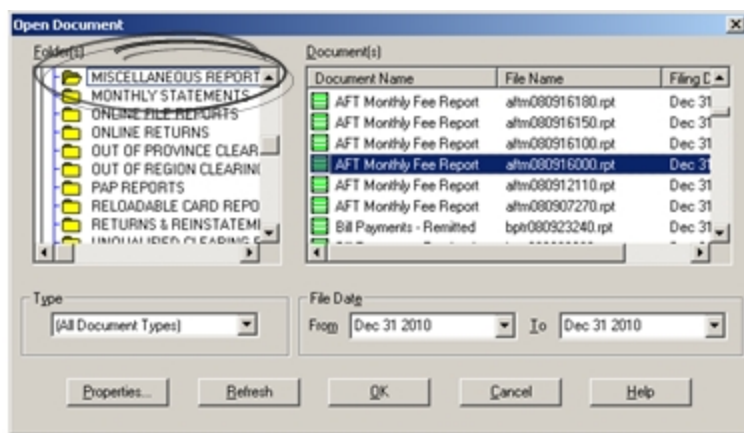 Open Document
Folder(s)
MISCELLANEOUS REPORT
MONTHLY STATEMENTS
ONLINE FILE REPORTS
ONLINE RETURNS
OUT OF PROVINCE CLEAR
OUT OF REGION CLEARING
PAP REPORTS
RELOADABLE CARD REPO
RETURNS & REINSTATEME
UNQUALIFIED CLEARING
Document(s)
Document Name File Name Filing D
AFT Monthly Fee Report aftm080916180.rpt Dec 31
AFT Monthly Fee Report aftm080916150.rpt Dec 31
AFT Monthly Fee Report aftm080916100.rpt Dec 31
AFT Monthly Fee Report aftm080916000.rpt Dec 31
AFT Monthly Fee Report aftm080912110.rpt Dec 31
AFT Monthly Fee Report aftm080907270.rpt Dec 31
Bill Payments - Remitted bptr080923240.rpt Dec 31
Type
(All Document Types)
File Date
From Dec 31 2010 To Dec 31 2010
Properties... Refresh OK Cancel Help